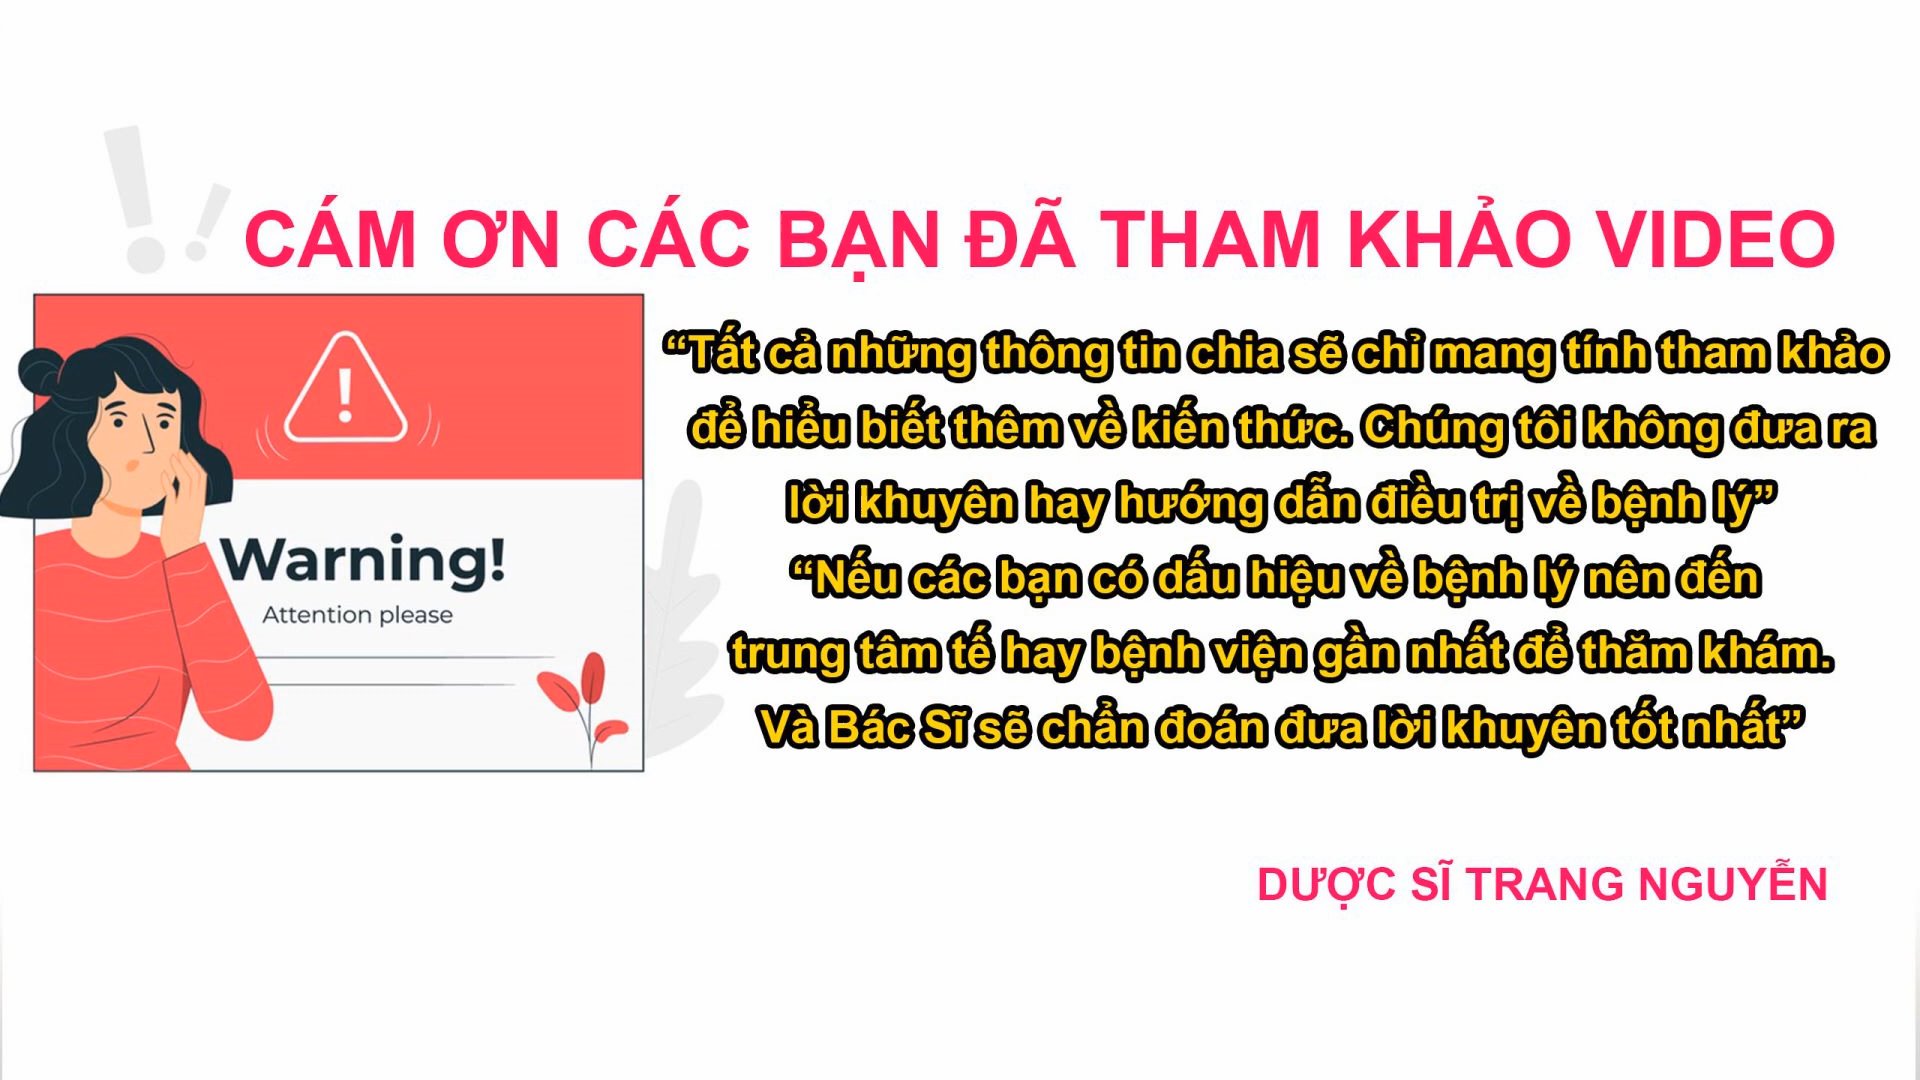 CÁM ƠN CÁC BẠN ĐÃ THAM KHẢO VIDEO
Warning!
Attention please
“Tất cả những thông tin chia sẽ chỉ mang tính tham khảo
để hiểu biết thêm về kiến thức. Chúng tôi không đưa ra
lời khuyên hay hướng dẫn điều trị về bệnh lý”
“Nếu các bạn có dấu hiệu về bệnh lý nên đến
trung tâm tế hay bệnh viện gần nhất để thăm khám.
Và Bác Sĩ sẽ chẩn đoán đưa lời khuyên tốt nhất”
DƯỢC SĨ TRANG NGUYỄN